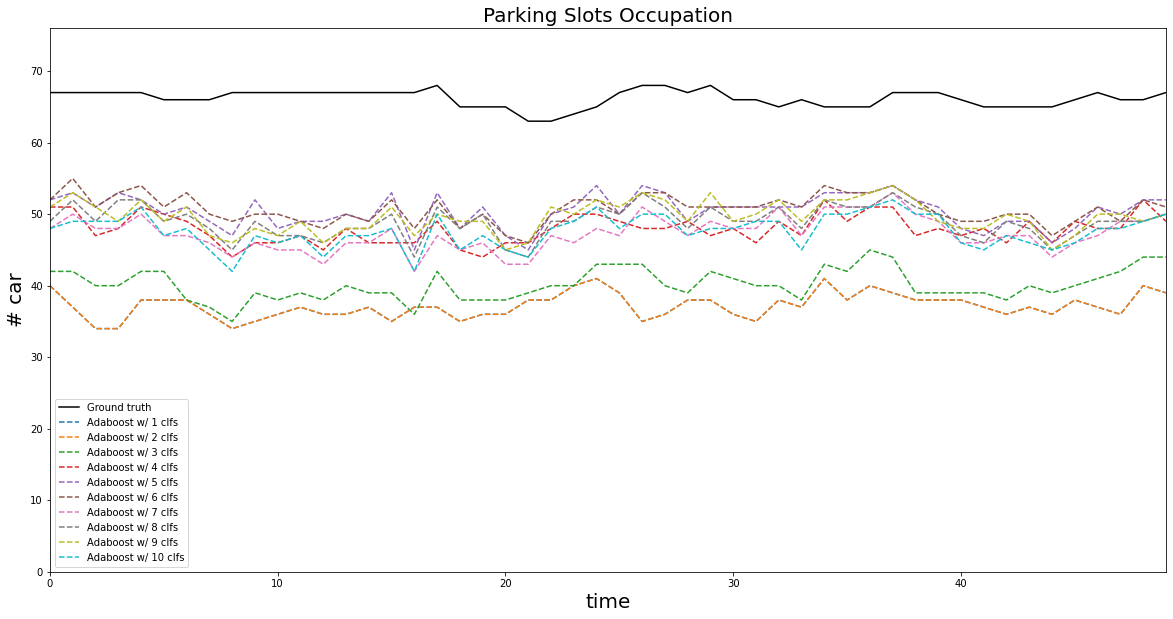 Parking Slots Occupation
70
60
50
40
30
20
10
0
# car
Ground truth
Adaboost w/ 1 clfs
Adaboost w/ 2 clfs
Adaboost w/ 3 clfs
Adaboost w/ 4 clfs
Adaboost w/ 5 clfs
Adaboost w/ 6 clfs
Adaboost w/ 7 clfs
Adaboost w/ 8 clfs
Adaboost w/ 9 clfs
Adaboost w/ 10 clfs
0 10 20 30 40
time